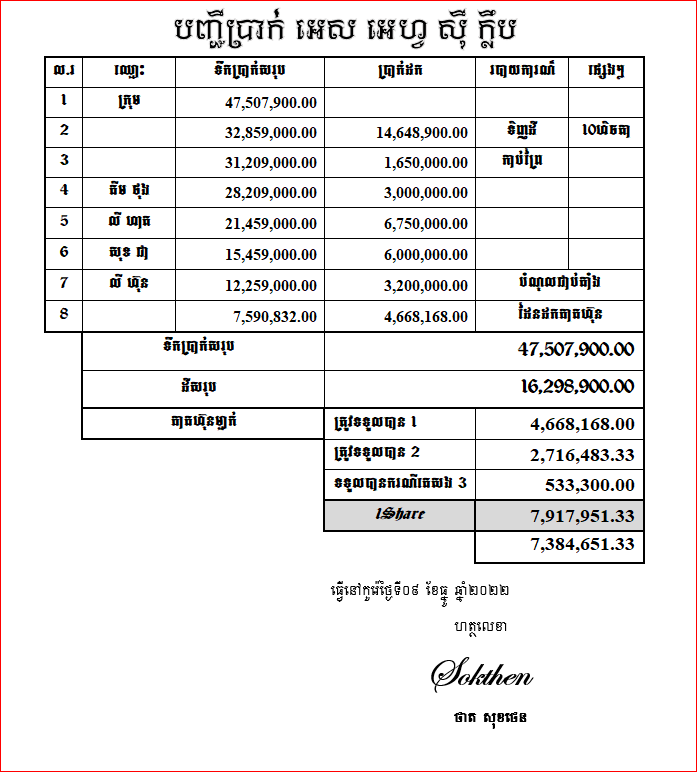 បញ្ជីប្រាក់ អេស អេហ្វ ស៊ី ក្លឹប
ល.រ ឈ្មោះ ទឹកប្រាក់សរុប ប្រាក់ដក របាយការណ៍ ផ្សេងៗ
1 ក្រុម 47,507,900.00
2 32,859,000.00 14,648,900.00 ទិញដី 10ហិចតា
3 31,209,000.00 1,650,000.00 កាប់ព្រៃ
4 គឹម ថុង 28,209,000.00 3,000,000.00
5 លី ហាត 21,459,000.00 6,750,000.00
6 សុខ ជា 15,459,000.00 6,000,000.00
7 លី ហ៊ុន 12,259,000.00 3,200,000.00 បំណុលជាប់គាំង
8 7,590,832.00 4,668,168.00 ដែនដកភាគហ៊ុន
ទឹកប្រាក់សរុប 47,507,900.00
ដីសរុប 16,298,900.00
ភាគហ៊ុនម្នាក់ ត្រូវទទួលបាន 1 4,668,168.00
ត្រូវទទួលបាន 2 2,716,483.33
ទទួលបានករណីគេសង 3 533,300.00
1Share 7,917,951.33
7,384,651.33
ធ្វើនៅកូរ៉េថ្ងៃទី០៩ ខែធ្នូ ឆ្នាំ២០២២
ហត្ថលេខា
Sokthen
ថាត សុខថេន